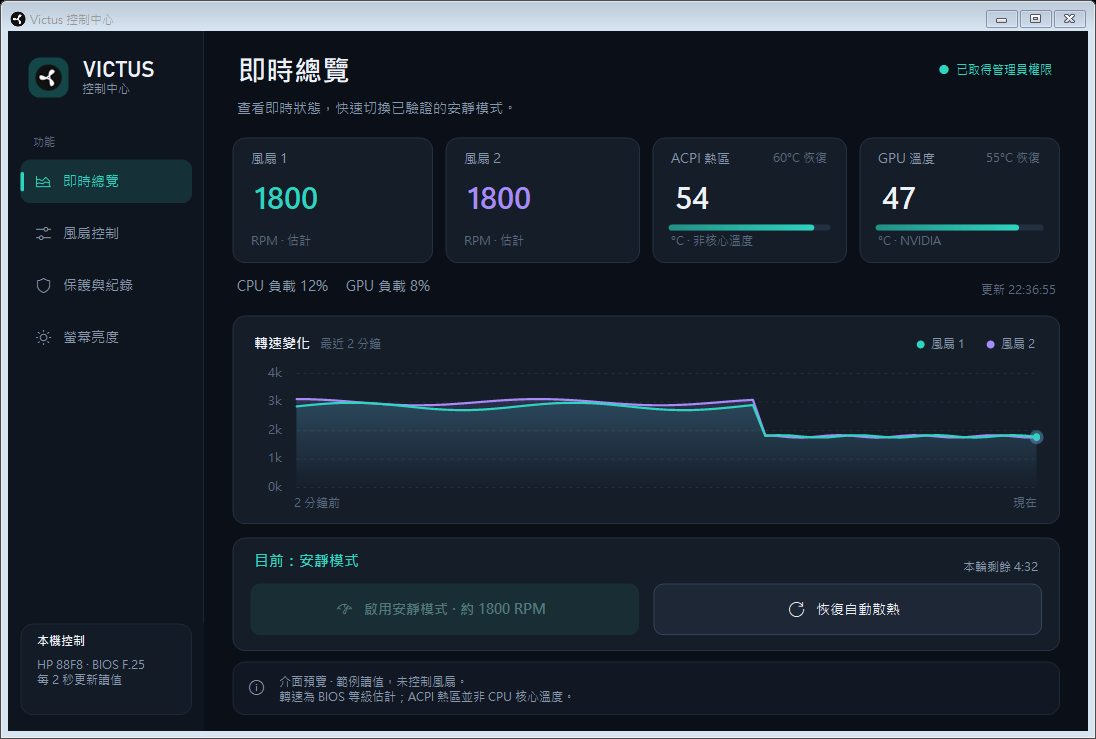 Victus 控制中心
VICTUS
控制中心
功能
即時總覽
風扇控制
保護與紀錄
螢幕亮度
本機控制
HP 88F8 · BIOS F.25
每 2 秒更新讀值
即時總覽
已取得管理員權限
查看即時狀態，快速切換已驗證的安靜模式。
風扇 1
1800
RPM · 估計
風扇 2
1800
RPM · 估計
ACPI 熱區
60°C 恢復
54
°C · 非核心溫度
GPU 溫度
55°C 恢復
47
°C · NVIDIA
CPU 負載 12%
GPU 負載 8%
更新 22:36:55
轉速變化
最近 2 分鐘
風扇 1
風扇 2
4k
3k
2k
1k
0k
2 分鐘前
現在
目前：安靜模式
本輪剩餘 4:32
啟用安靜模式 · 約 1800 RPM
恢復自動散熱
介面預覽 · 範例讀值，未控制風扇。
轉速為 BIOS 等級估計；ACPI 熱區並非 CPU 核心溫度。